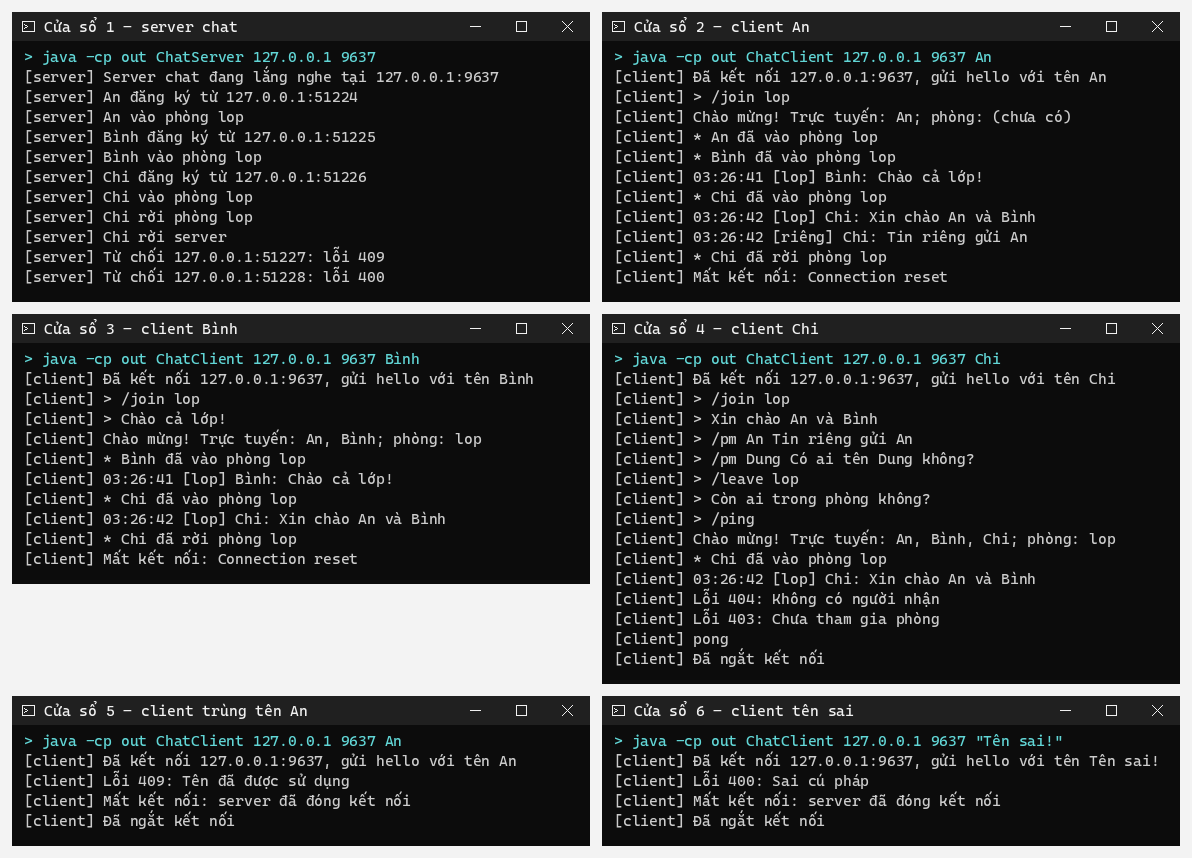 Cửa sổ 1 – server chat
> java -cp out ChatServer 127.0.0.1 9637
[server] Server chat đang lắng nghe tại 127.0.0.1:9637
[server] An đăng ký từ 127.0.0.1:51224
[server] An vào phòng lop
[server] Bình đăng ký từ 127.0.0.1:51225
[server] Bình vào phòng lop
[server] Chi đăng ký từ 127.0.0.1:51226
[server] Chi vào phòng lop
[server] Chi rời phòng lop
[server] Chi rời server
[server] Từ chối 127.0.0.1:51227: lỗi 409
[server] Từ chối 127.0.0.1:51228: lỗi 400
Cửa sổ 2 – client An
> java -cp out ChatClient 127.0.0.1 9637 An
[client] Đã kết nối 127.0.0.1:9637, gửi hello với tên An
[client] > /join lop
[client] Chào mừng! Trực tuyến: An; phòng: (chưa có)
[client] * An đã vào phòng lop
[client] * Bình đã vào phòng lop
[client] 03:26:41 [lop] Bình: Chào cả lớp!
[client] * Chi đã vào phòng lop
[client] 03:26:42 [lop] Chi: Xin chào An và Bình
[client] 03:26:42 [riêng] Chi: Tin riêng gửi An
[client] * Chi đã rời phòng lop
[client] Mất kết nối: Connection reset
Cửa sổ 3 – client Bình
> java -cp out ChatClient 127.0.0.1 9637 Bình
[client] Đã kết nối 127.0.0.1:9637, gửi hello với tên Bình
[client] > /join lop
[client] > Chào cả lớp!
[client] Chào mừng! Trực tuyến: An, Bình; phòng: lop
[client] * Bình đã vào phòng lop
[client] 03:26:41 [lop] Bình: Chào cả lớp!
[client] * Chi đã vào phòng lop
[client] 03:26:42 [lop] Chi: Xin chào An và Bình
[client] * Chi đã rời phòng lop
[client] Mất kết nối: Connection reset
Cửa sổ 4 – client Chi
> java -cp out ChatClient 127.0.0.1 9637 Chi
[client] Đã kết nối 127.0.0.1:9637, gửi hello với tên Chi
[client] > /join lop
[client] > Xin chào An và Bình
[client] > /pm An Tin riêng gửi An
[client] > /pm Dung Có ai tên Dung không?
[client] > /leave lop
[client] > Còn ai trong phòng không?
[client] > /ping
[client] Chào mừng! Trực tuyến: An, Bình, Chi; phòng: lop
[client] * Chi đã vào phòng lop
[client] 03:26:42 [lop] Chi: Xin chào An và Bình
[client] Lỗi 404: Không có người nhận
[client] Lỗi 403: Chưa tham gia phòng
[client] pong
[client] Đã ngắt kết nối
Cửa sổ 5 – client trùng tên An
> java -cp out ChatClient 127.0.0.1 9637 An
[client] Đã kết nối 127.0.0.1:9637, gửi hello với tên An
[client] Lỗi 409: Tên đã được sử dụng
[client] Mất kết nối: server đã đóng kết nối
[client] Đã ngắt kết nối
Cửa sổ 6 – client tên sai
> java -cp out ChatClient 127.0.0.1 9637 "Tên sai!"
[client] Đã kết nối 127.0.0.1:9637, gửi hello với tên Tên sai!
[client] Lỗi 400: Sai cú pháp
[client] Mất kết nối: server đã đóng kết nối
[client] Đã ngắt kết nối